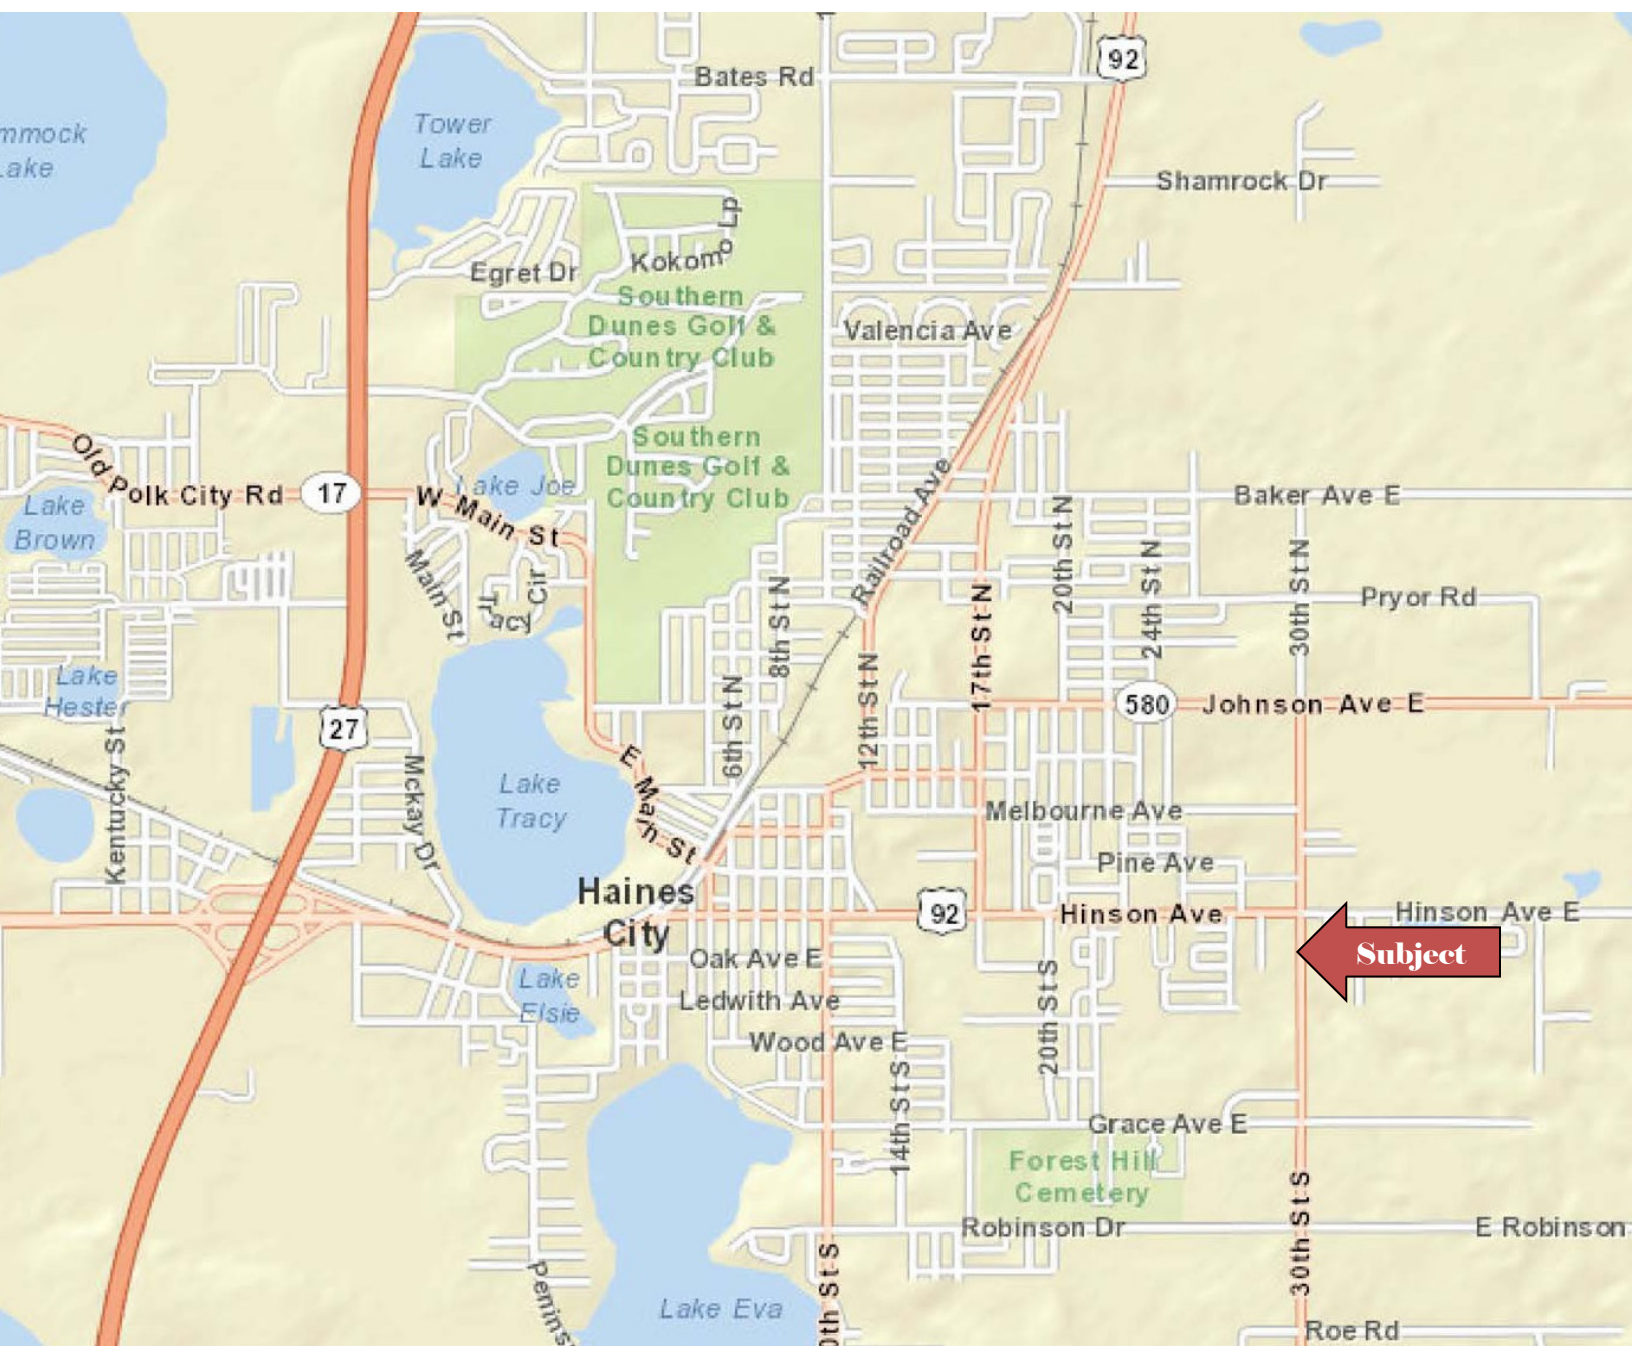 92
Bates Rd
Tower
Lake
mmock
Lake
Shamrock Dr
Kokomo Lp
Egret Dr
Southern
Dunes Golf &
Country Club
Valencia Ave
Southern
Dunes Golf &
Country Club
Old Polk City Rd
17
W Main St
Lake Joe
Railroad Ave
Baker Ave E
Lake
Brown
Main St
Tracy Cir
8th St N
20th St N
24th St N
30th St N
Pryor Rd
17th St N
Lake
Hester
6th St N
12th St N
580
Johnson Ave E
27
Kentucky St
Mckay Dr
E Main St
Lake
Tracy
Melbourne Ave
Pine Ave
Haines
City
92
Hinson Ave
Hinson Ave E
Subject
Oak Ave E
Lake
Elsie
Ledwith Ave
20th St S
Wood Ave E
14th St S
Grace Ave E
Forest Hill
Cemetery
Robinson Dr
E Robinson
30th St S
0th St S
Penins
Lake Eva
Roe Rd